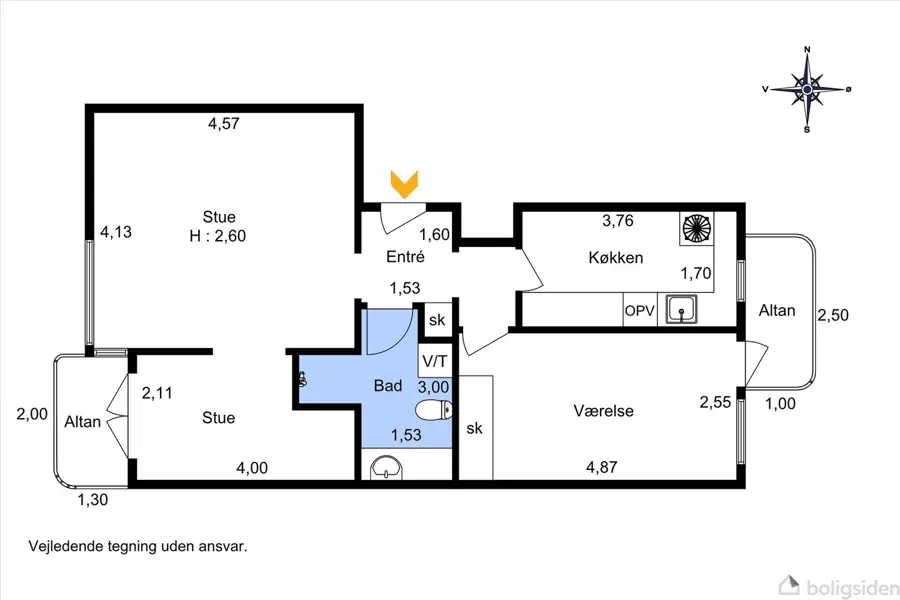 N
V
Ø
S
4,57
Stue
H : 2,60
4,13
1,60
Entré
1,53
sk
3,76
Køkken
1,70
OPV
Altan
2,50
1,00
V/T
Bad
3,00
1,53
2,11
Stue
4,00
2,00
Altan
1,30
Værelse
2,55
sk
4,87
Vejledende tegning uden ansvar.
boligsiden